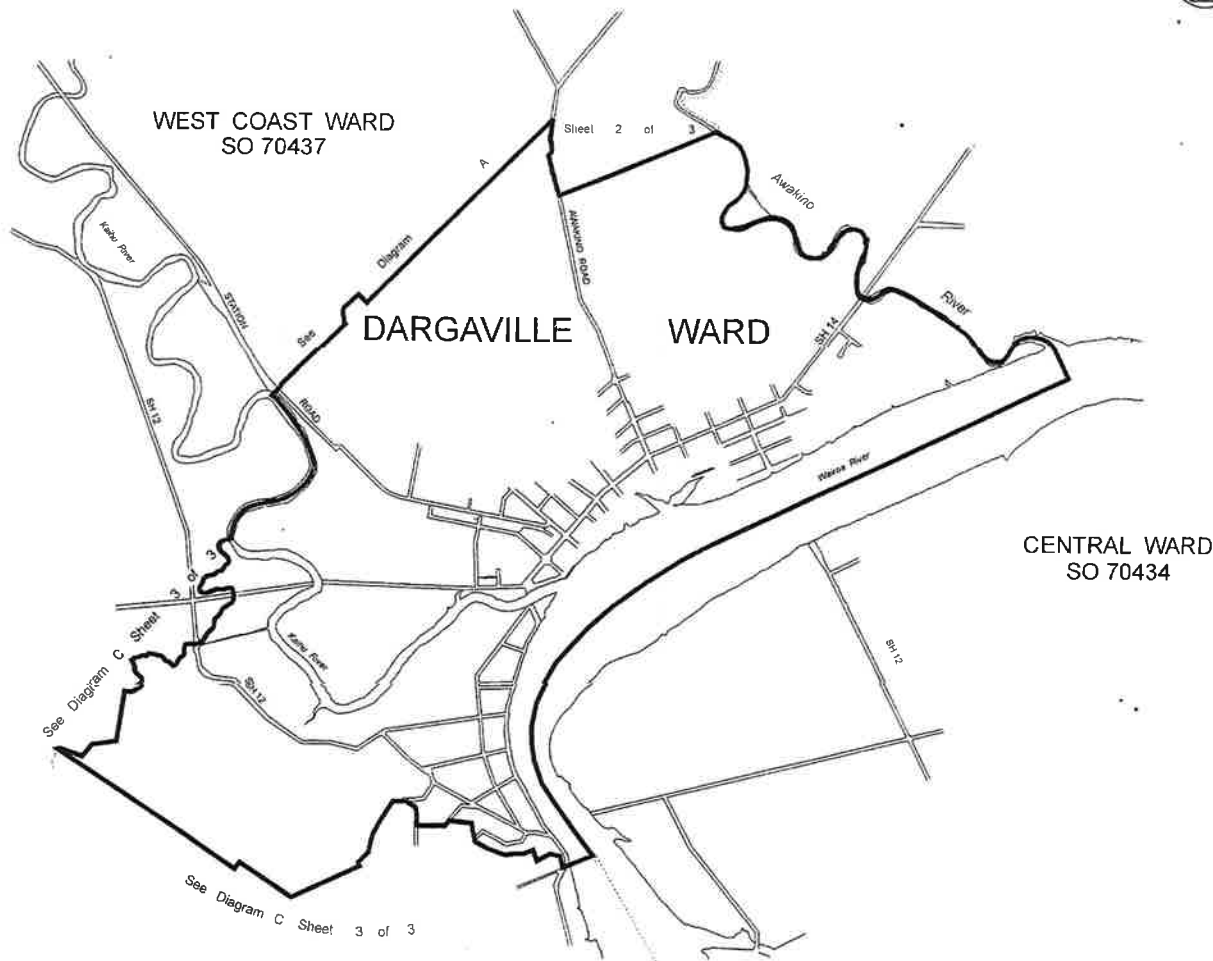 WEST COAST WARD
SO 70437
See Diagram A Sheet 2 of 3
Awakino River
Kaihu River
STATION ROAD
AWAKINO ROAD
DARGAVILLE WARD
SH 14
SH 12
Wairoa River
CENTRAL WARD
SO 70434
See Diagram C Sheet 3 of 3
Kaihu River
SH 12
SH 12
See Diagram C Sheet 3 of 3